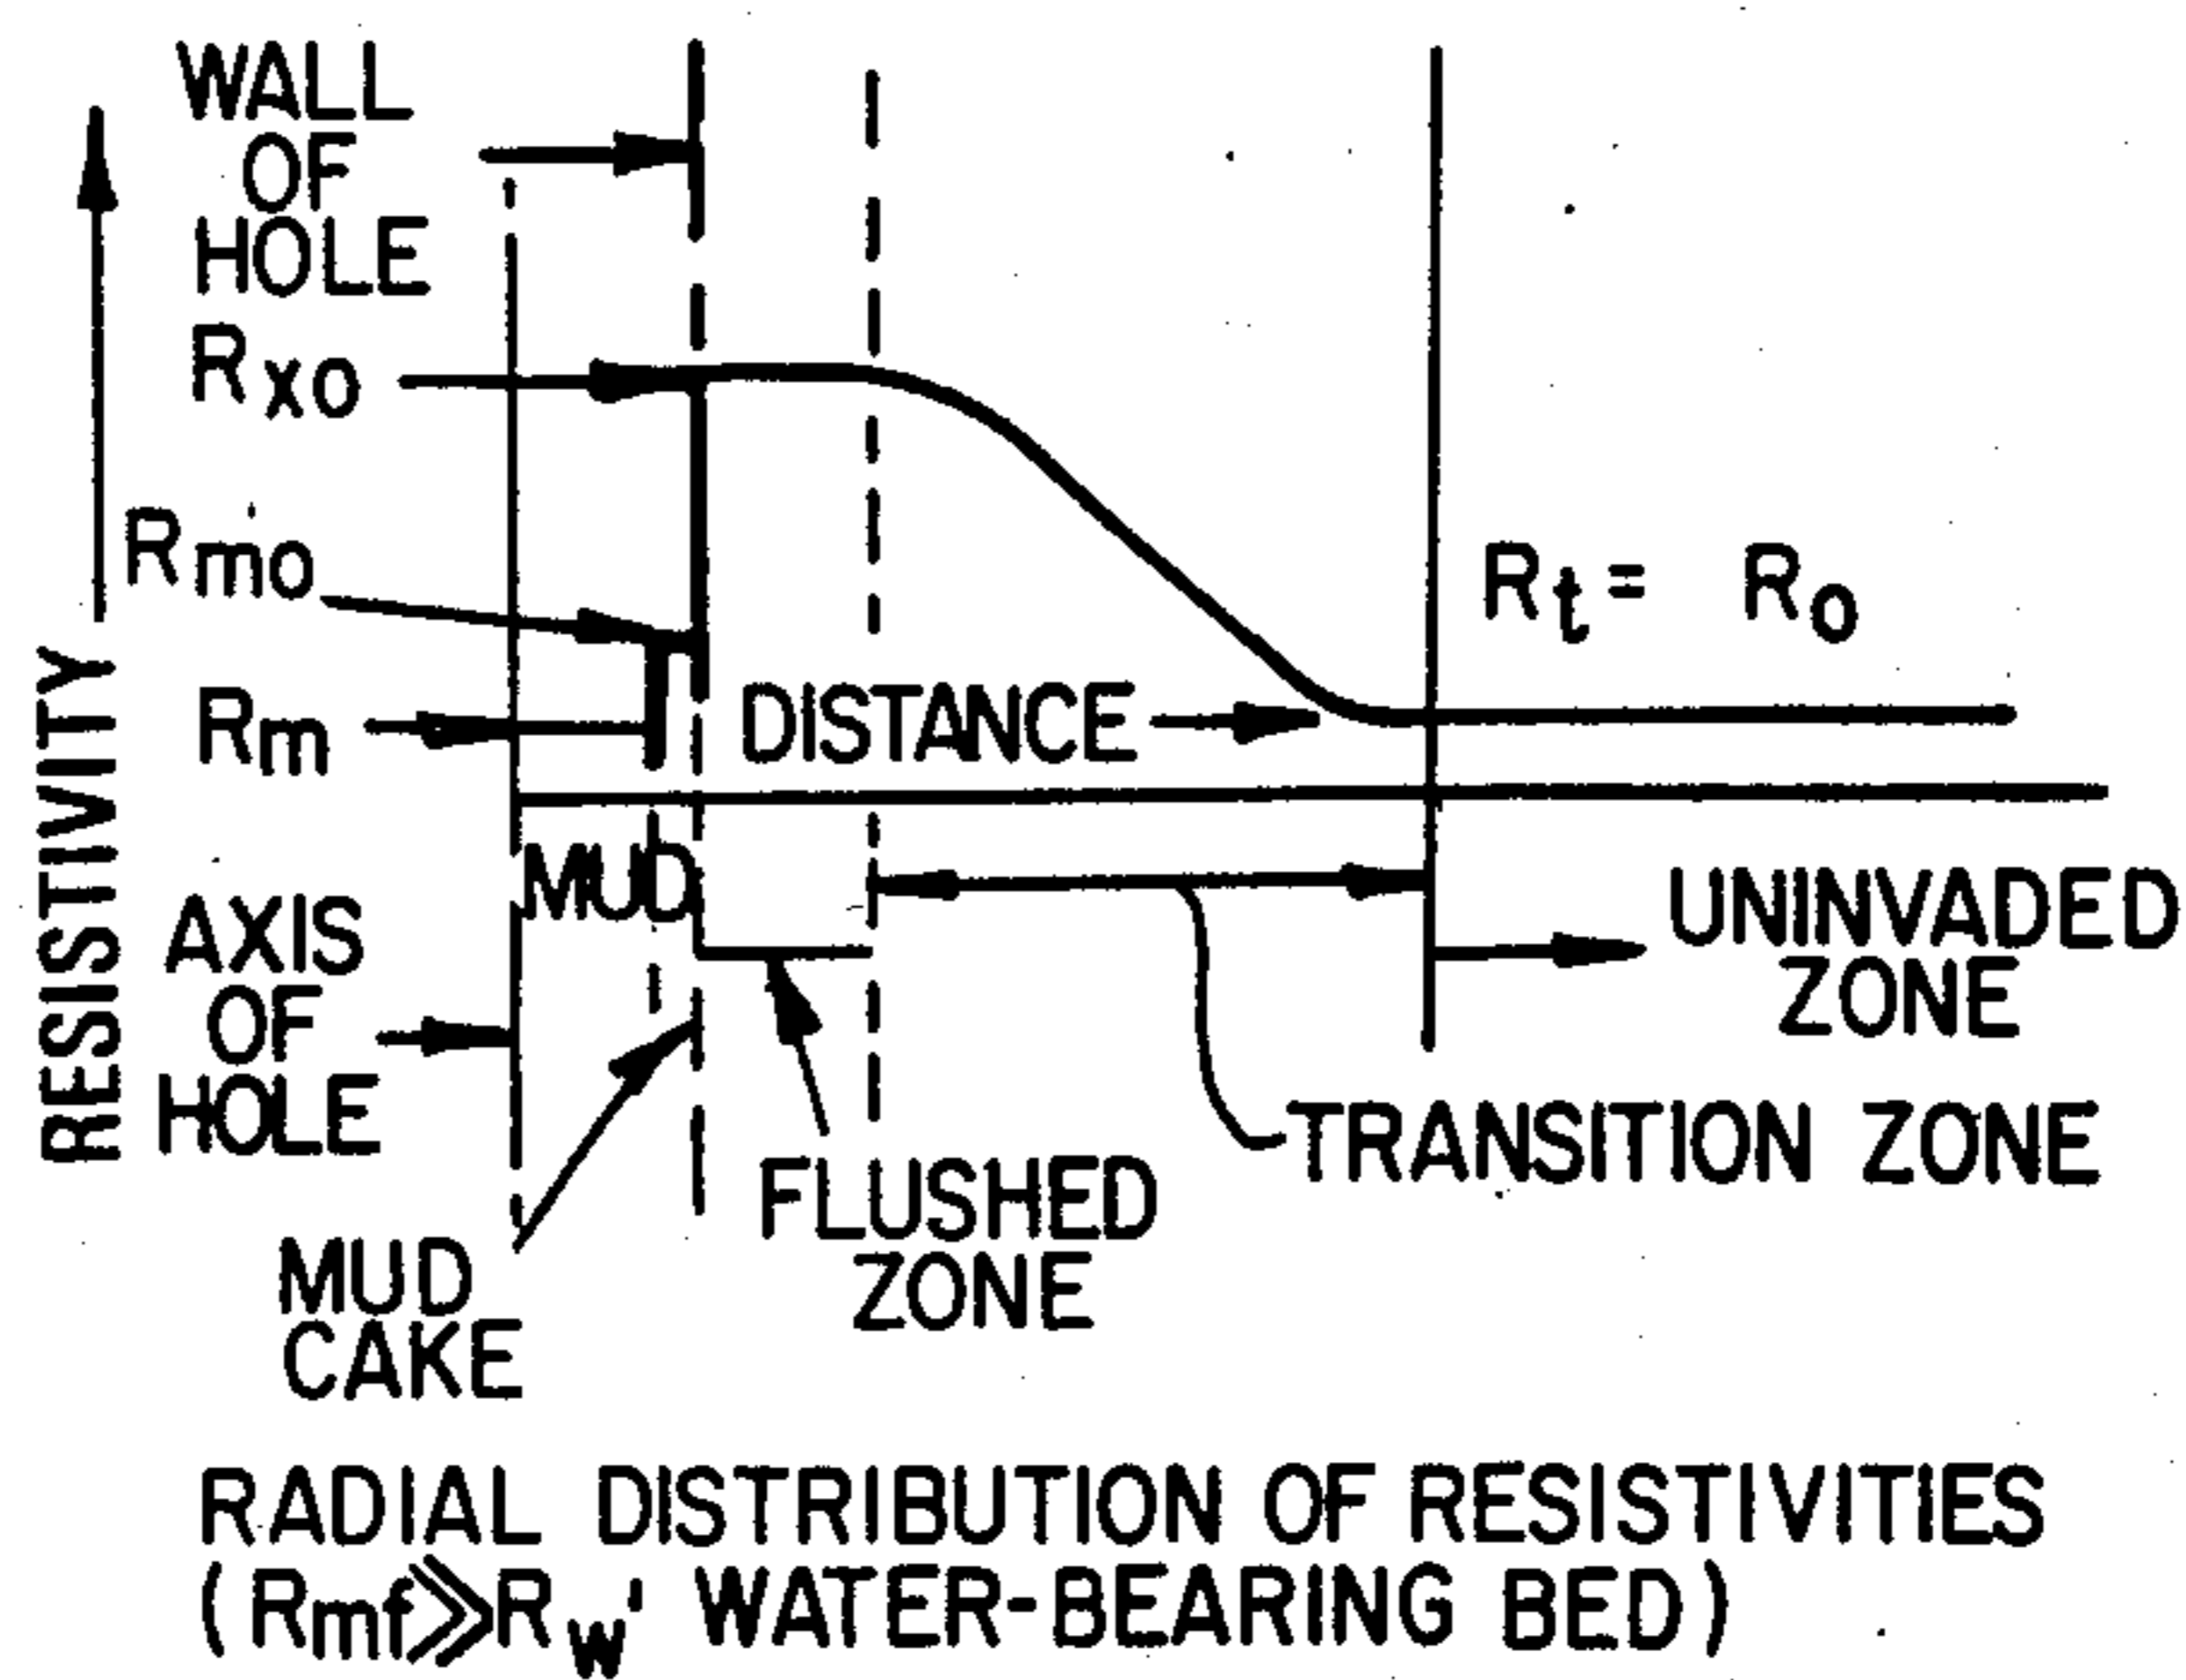 WALL
OF
HOLE
Rxo
Rmo
Rm
RESISTIVITY
DISTANCE
Rt = Ro
MUD
AXIS
OF
HOLE
UNINVADED
ZONE
TRANSITION ZONE
FLUSHED
ZONE
MUD
CAKE
RADIAL DISTRIBUTION OF RESISTIVITIES
(Rmf≫Rw, WATER-BEARING BED)